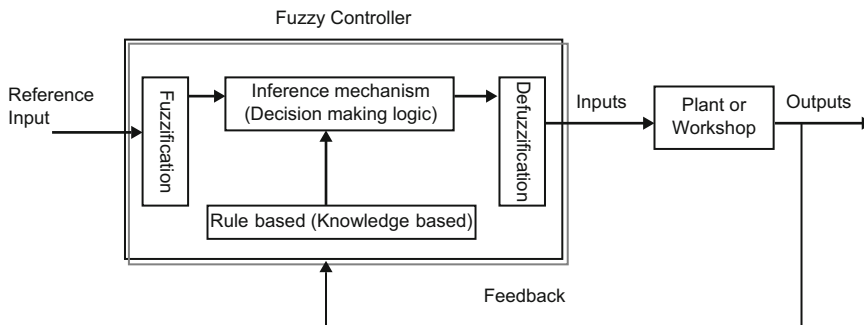 Fuzzy Controller
Reference
Input
Fuzzification
Inference mechanism
(Decision making logic)
Defuzzification
Rule based (Knowledge based)
Inputs
Plant or
Workshop
Outputs
Feedback